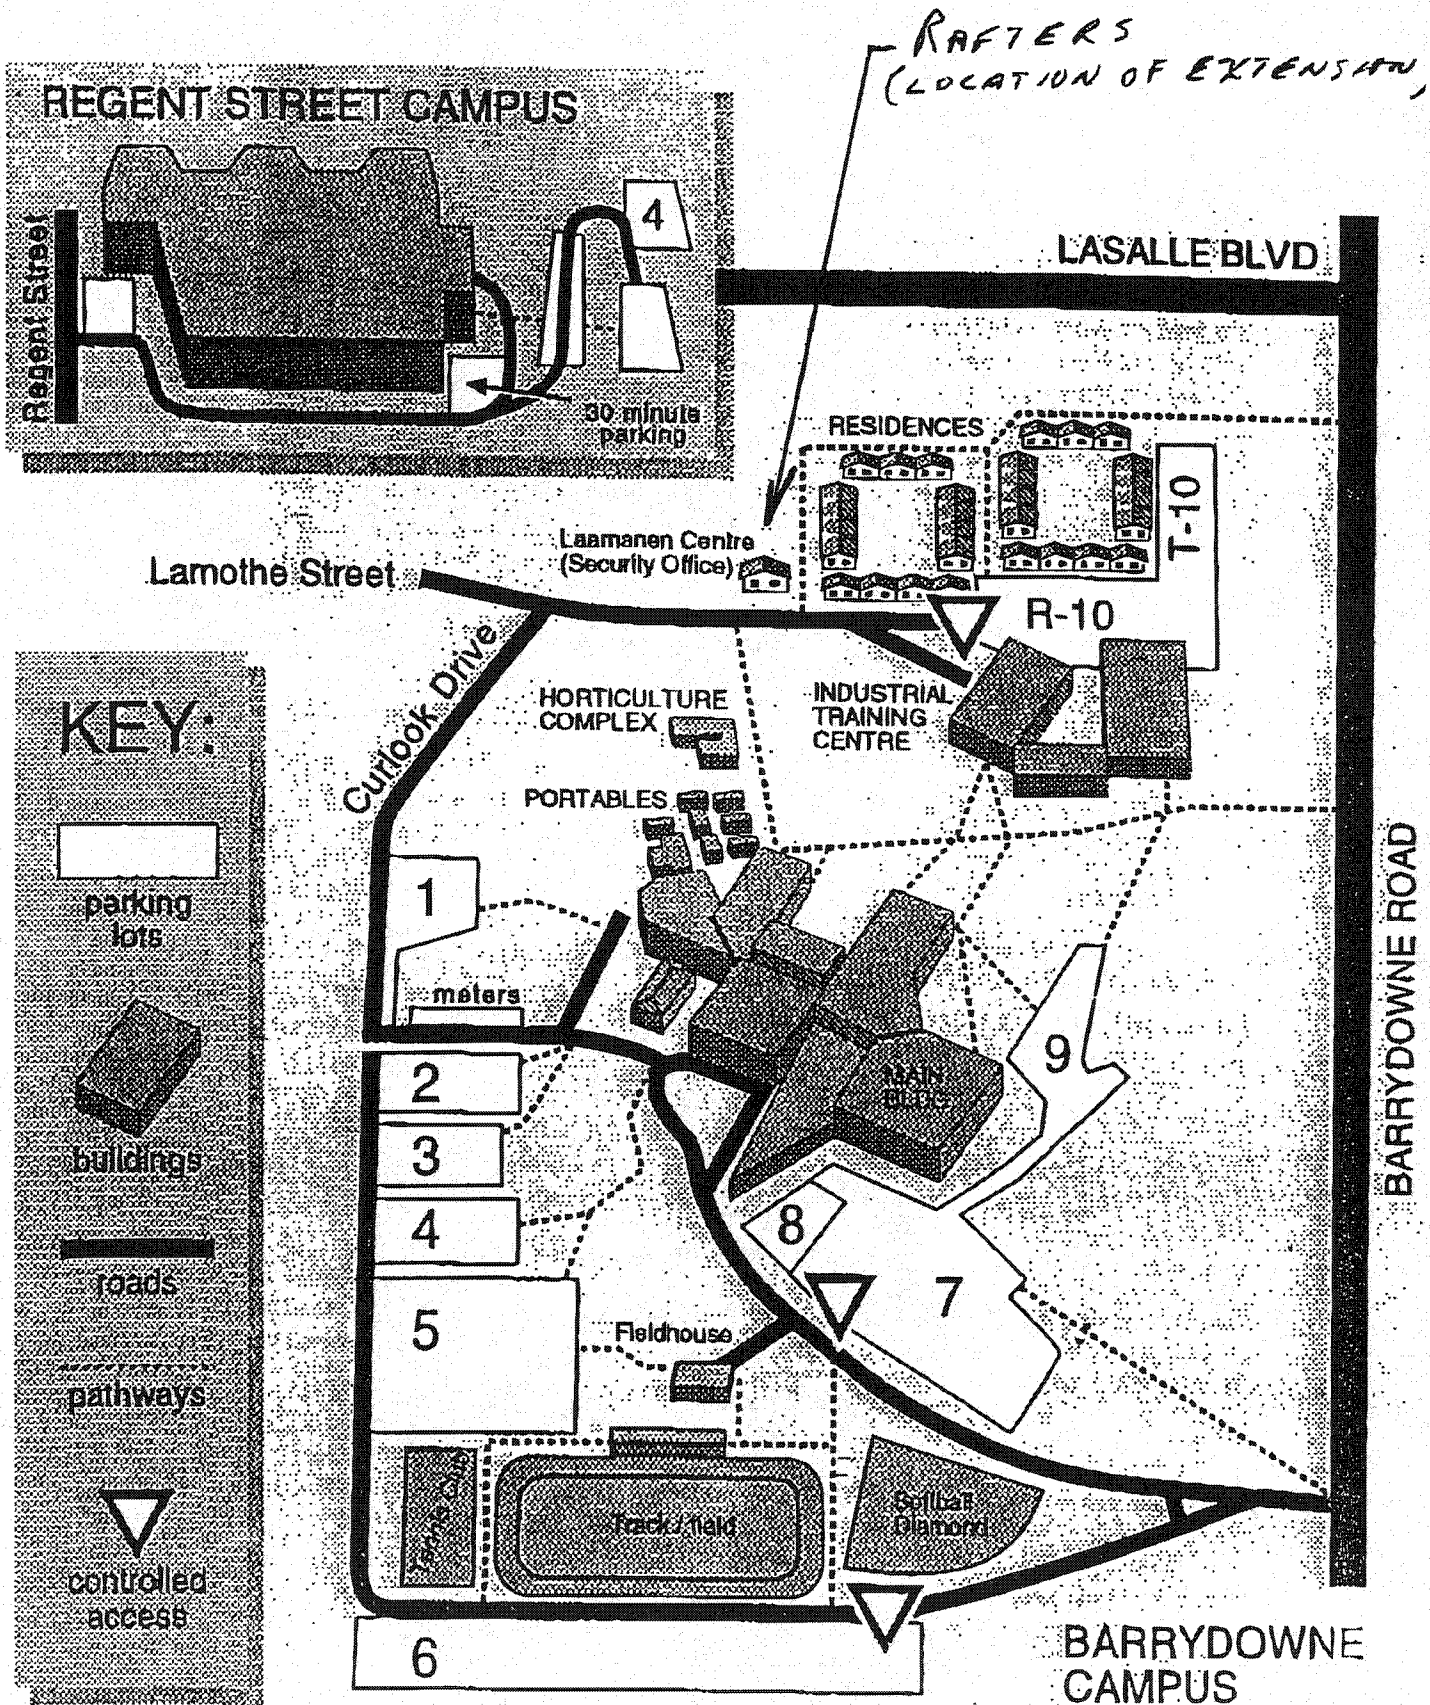 RAFTERS
(LOCATION OF EXTENSION)
REGENT STREET CAMPUS
Regent Street
4
30 minute
parking
LASALLE BLVD
RESIDENCES
T-10
Laamanen Centre
(Security Office)
Lamothe Street
R-10
Curlook Drive
HORTICULTURE
COMPLEX
INDUSTRIAL
TRAINING
CENTRE
PORTABLES
KEY:
parking
lots
buildings
roads
pathways
controlled
access
1
meters
2
3
4
5
6
MAIN
BLDG
9
8
7
Fieldhouse
Tennis Club
Track / field
Softball
Diamond
BARRYDOWNE ROAD
BARRYDOWNE
CAMPUS